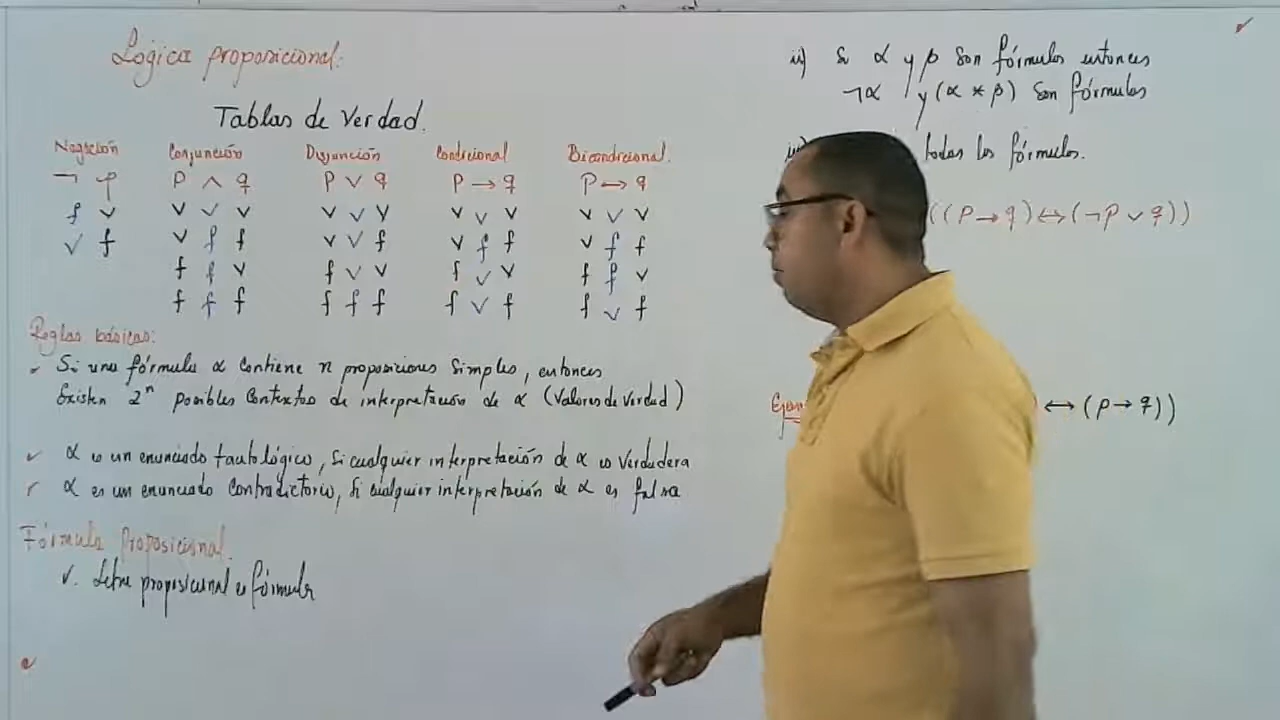 Lógica proposicional:
Tablas de Verdad.
Negación Conjunción Disyunción Condicional Bicondicional.
¬ p P ∧ q P ∨ q P → q P ↔ q
f v v v v v v v v v v v v v
v f v f f v v f v f f v f f
f f v f v v f v v f f v
f f f f f f f v f f v f
Reglas básicas:
✓ Si una fórmula α contiene n proposiciones simples, entonces
Existen 2ⁿ posibles contextos de interpretación de α (Valores de verdad)
✓ α es un enunciado tautológico, si cualquier interpretación de α es verdadera
✓ α es un enunciado contradictorio, si cualquier interpretación de α es falsa
Fórmula proposicional.
✓. Letra proposicional es fórmula
ii) Si α y β son fórmulas entonces
¬α y (α * β) son fórmulas
todas las fórmulas.
((P → q) ↔ (¬P ∨ q))
↔ (P → q))